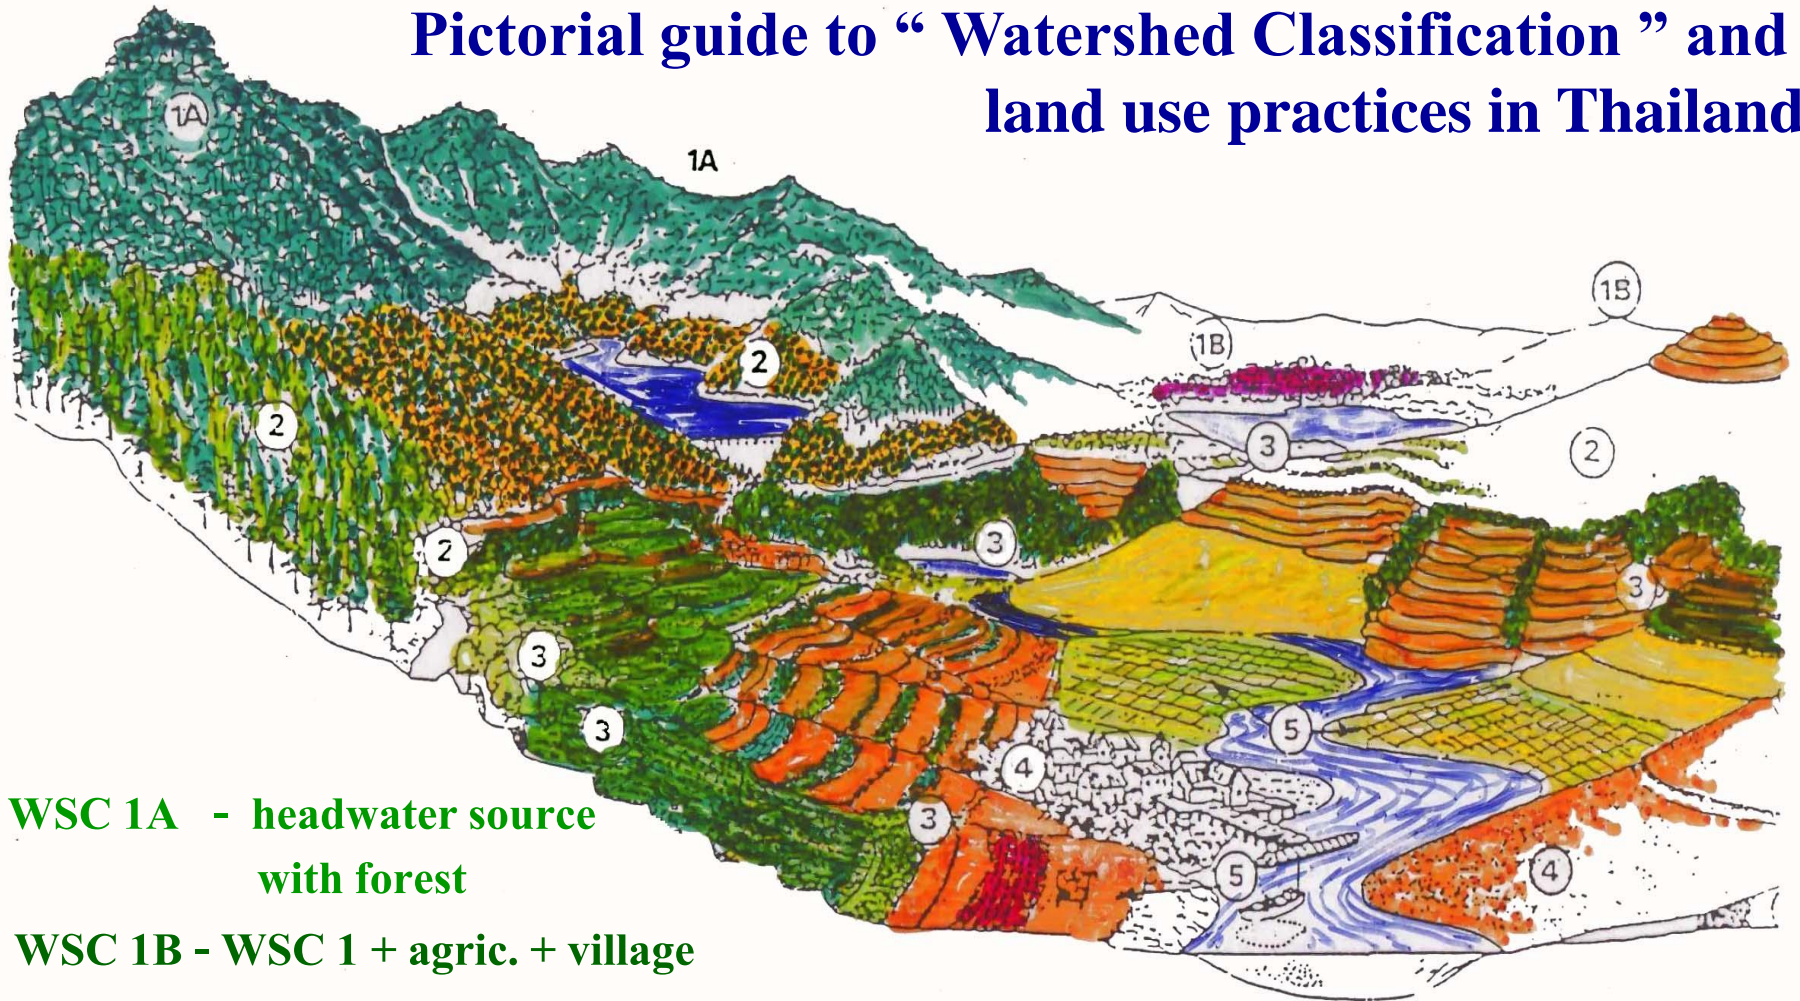 Pictorial guide to “ Watershed Classification ” and
land use practices in Thailand
1A
1A
1B
1B
2
3
2
2
2
3
3
3
3
5
4
3
5
4
WSC 1A - headwater source
with forest
WSC 1B - WSC 1 + agric. + village